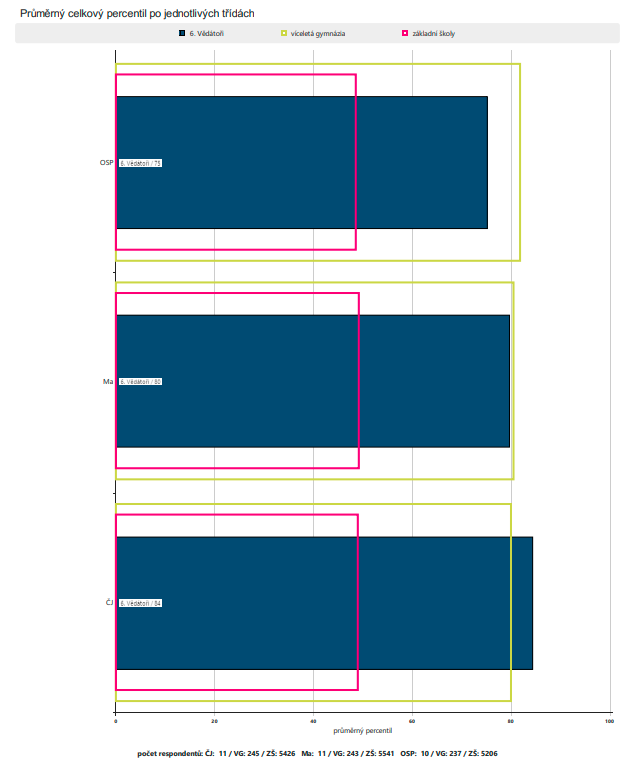 Průměrný celkový percentil po jednotlivých třídách
6. Vědátoři víceletá gymnázia základní školy
OSP
6. Vědátoři / 75
Ma
6. Vědátoři / 80
ČJ
6. Vědátoři / 84
0 20 40 60 80 100
průměrný percentil
počet respondentů: ČJ: 11 / VG: 245 / ZŠ: 5426 Ma: 11 / VG: 243 / ZŠ: 5541 OSP: 10 / VG: 237 / ZŠ: 5206